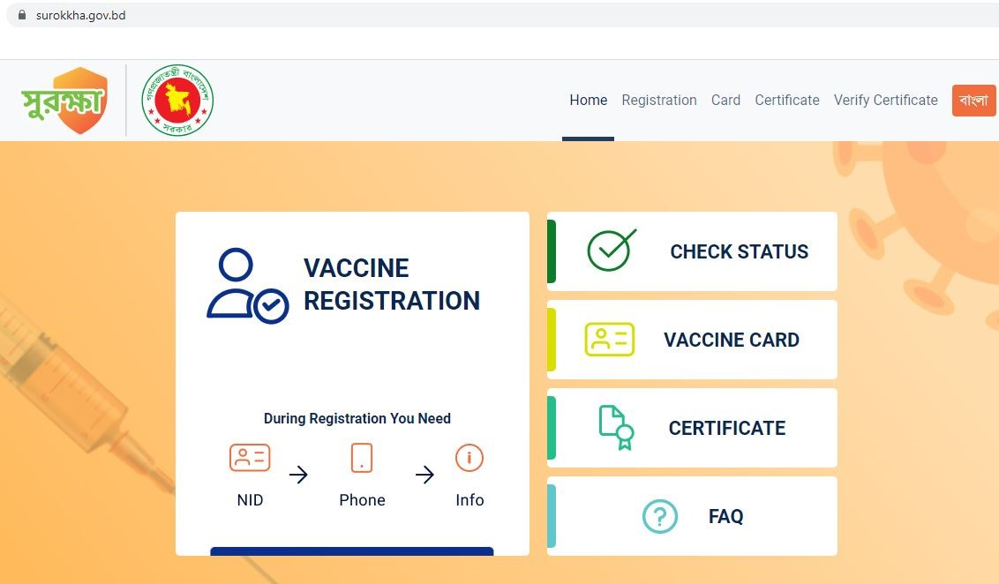 surokkha.gov.bd
সুরক্ষা
গণপ্রজাতন্ত্রী বাংলাদেশ
সরকার
Home Registration Card Certificate Verify Certificate বাংলা
VACCINE
REGISTRATION
During Registration You Need
NID Phone Info
CHECK STATUS
VACCINE CARD
CERTIFICATE
FAQ